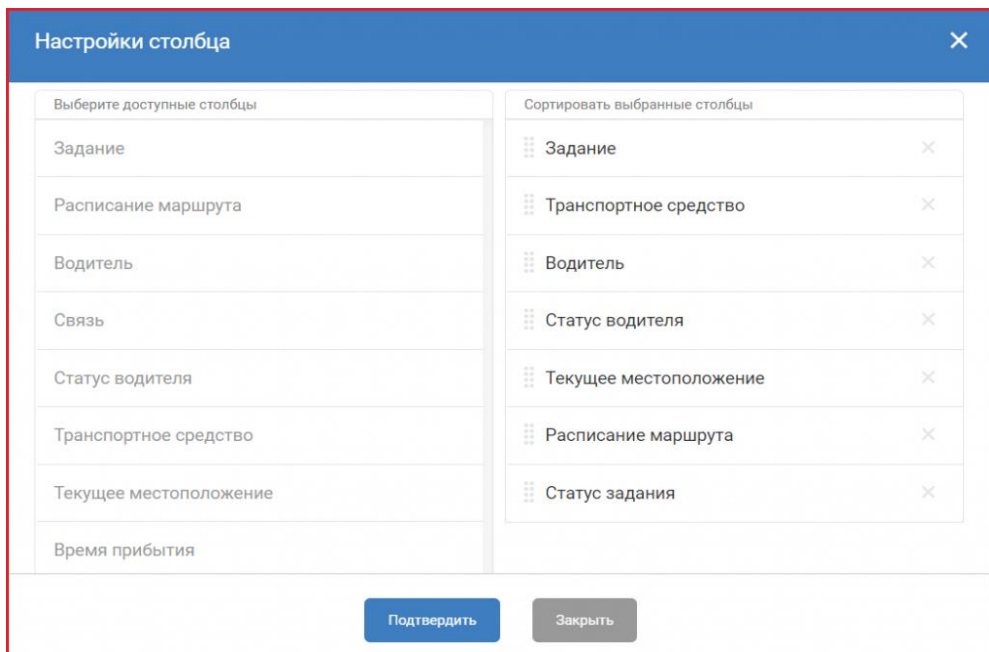 Настройки столбца
Выберите доступные столбцы
Задание
Расписание маршрута
Водитель
Связь
Статус водителя
Транспортное средство
Текущее местоположение
Время прибытия
Сортировать выбранные столбцы
Задание
Транспортное средство
Водитель
Статус водителя
Текущее местоположение
Расписание маршрута
Статус задания
Подтвердить
Закрыть